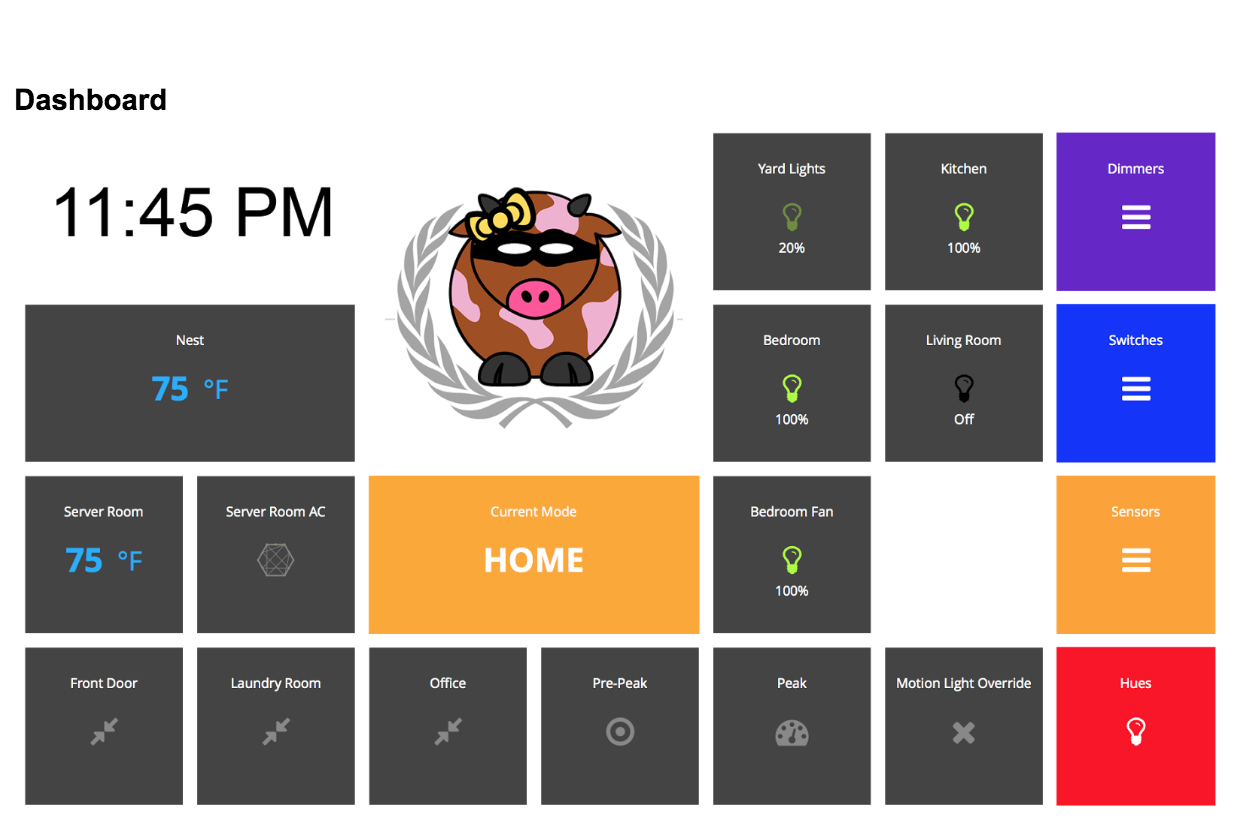 Dashboard
11:45 PM
Yard Lights
20%
Kitchen
100%
Dimmers
Nest
75 °F
Bedroom
100%
Living Room
Off
Switches
Server Room
75 °F
Server Room AC
Current Mode
HOME
Bedroom Fan
100%
Sensors
Front Door
Laundry Room
Office
Pre-Peak
Peak
Motion Light Override
Hues